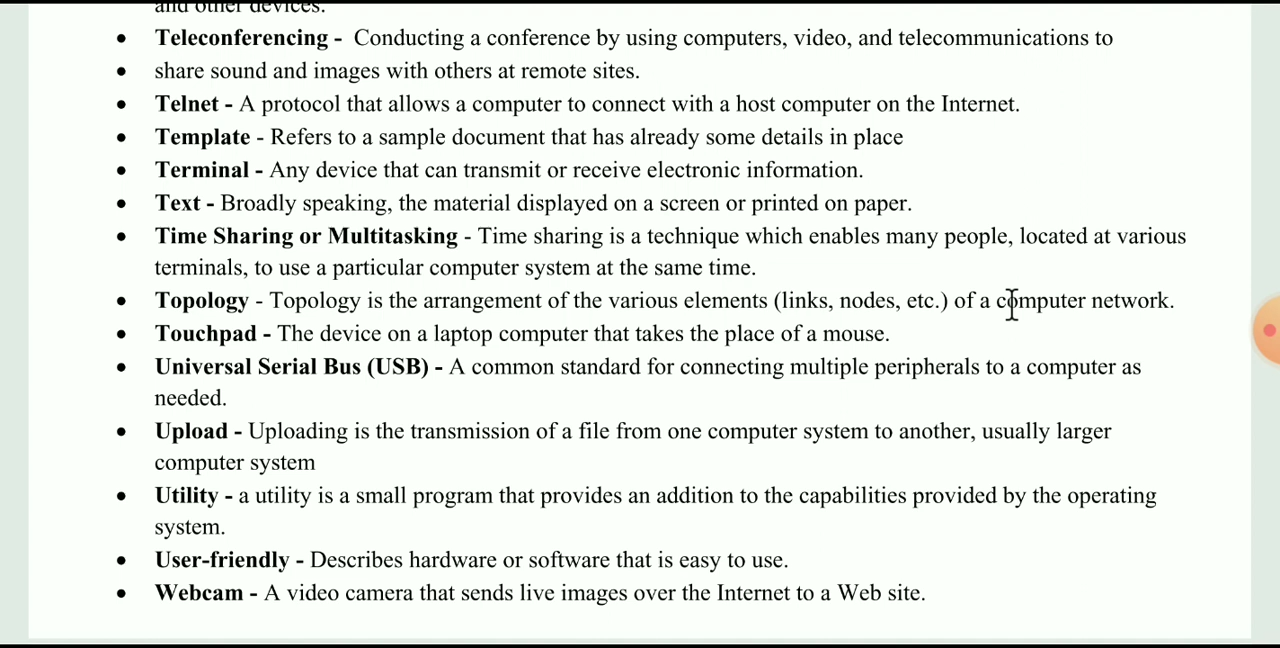 and other devices.
• Teleconferencing - Conducting a conference by using computers, video, and telecommunications to
• share sound and images with others at remote sites.
• Telnet - A protocol that allows a computer to connect with a host computer on the Internet.
• Template - Refers to a sample document that has already some details in place
• Terminal - Any device that can transmit or receive electronic information.
• Text - Broadly speaking, the material displayed on a screen or printed on paper.
• Time Sharing or Multitasking - Time sharing is a technique which enables many people, located at various
terminals, to use a particular computer system at the same time.
• Topology - Topology is the arrangement of the various elements (links, nodes, etc.) of a computer network.
• Touchpad - The device on a laptop computer that takes the place of a mouse.
• Universal Serial Bus (USB) - A common standard for connecting multiple peripherals to a computer as
needed.
• Upload - Uploading is the transmission of a file from one computer system to another, usually larger
computer system
• Utility - a utility is a small program that provides an addition to the capabilities provided by the operating
system.
• User-friendly - Describes hardware or software that is easy to use.
• Webcam - A video camera that sends live images over the Internet to a Web site.